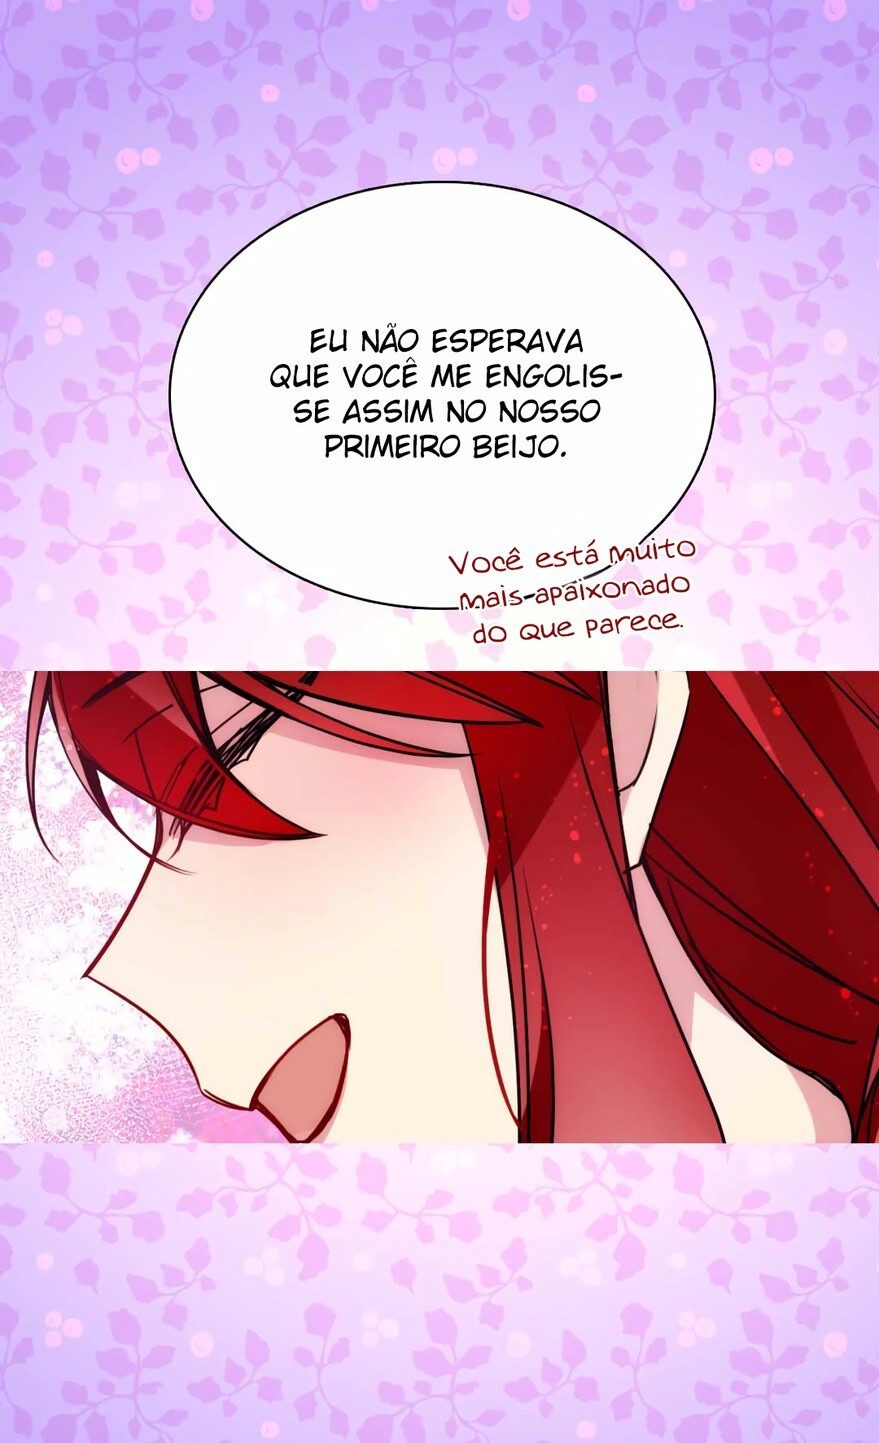 EU NÃO ESPERAVA
QUE VOCÊ ME ENGOLIS-
SE ASSIM NO NOSSO
PRIMEIRO BEIJO.
Você está muito
mais apaixonado
do que parece.